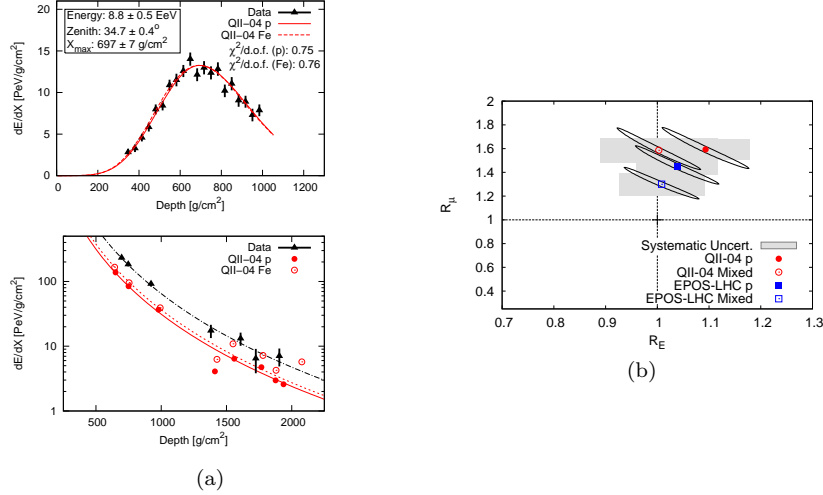 Energy: 8.8 ± 0.5 EeV
Zenith: 34.7 ± 0.4°
Xmax: 697 ± 7 g/cm²
Data
QII-04 p
QII-04 Fe
χ²/d.o.f. (p): 0.75
χ²/d.o.f. (Fe): 0.76
dE/dX [PeV/g/cm²]
20
15
10
5
0
0 200 400 600 800 1000 1200
Depth [g/cm²]
Data
QII-04 p
QII-04 Fe
dE/dX [PeV/g/cm²]
100
10
1
500 1000 1500 2000
Depth [g/cm²]
(a)
Rμ
2
1.8
1.6
1.4
1.2
1
0.8
0.6
0.4
Systematic Uncert.
QII-04 p
QII-04 Mixed
EPOS-LHC p
EPOS-LHC Mixed
0.7 0.8 0.9 1 1.1 1.2 1.3
RE
(b)